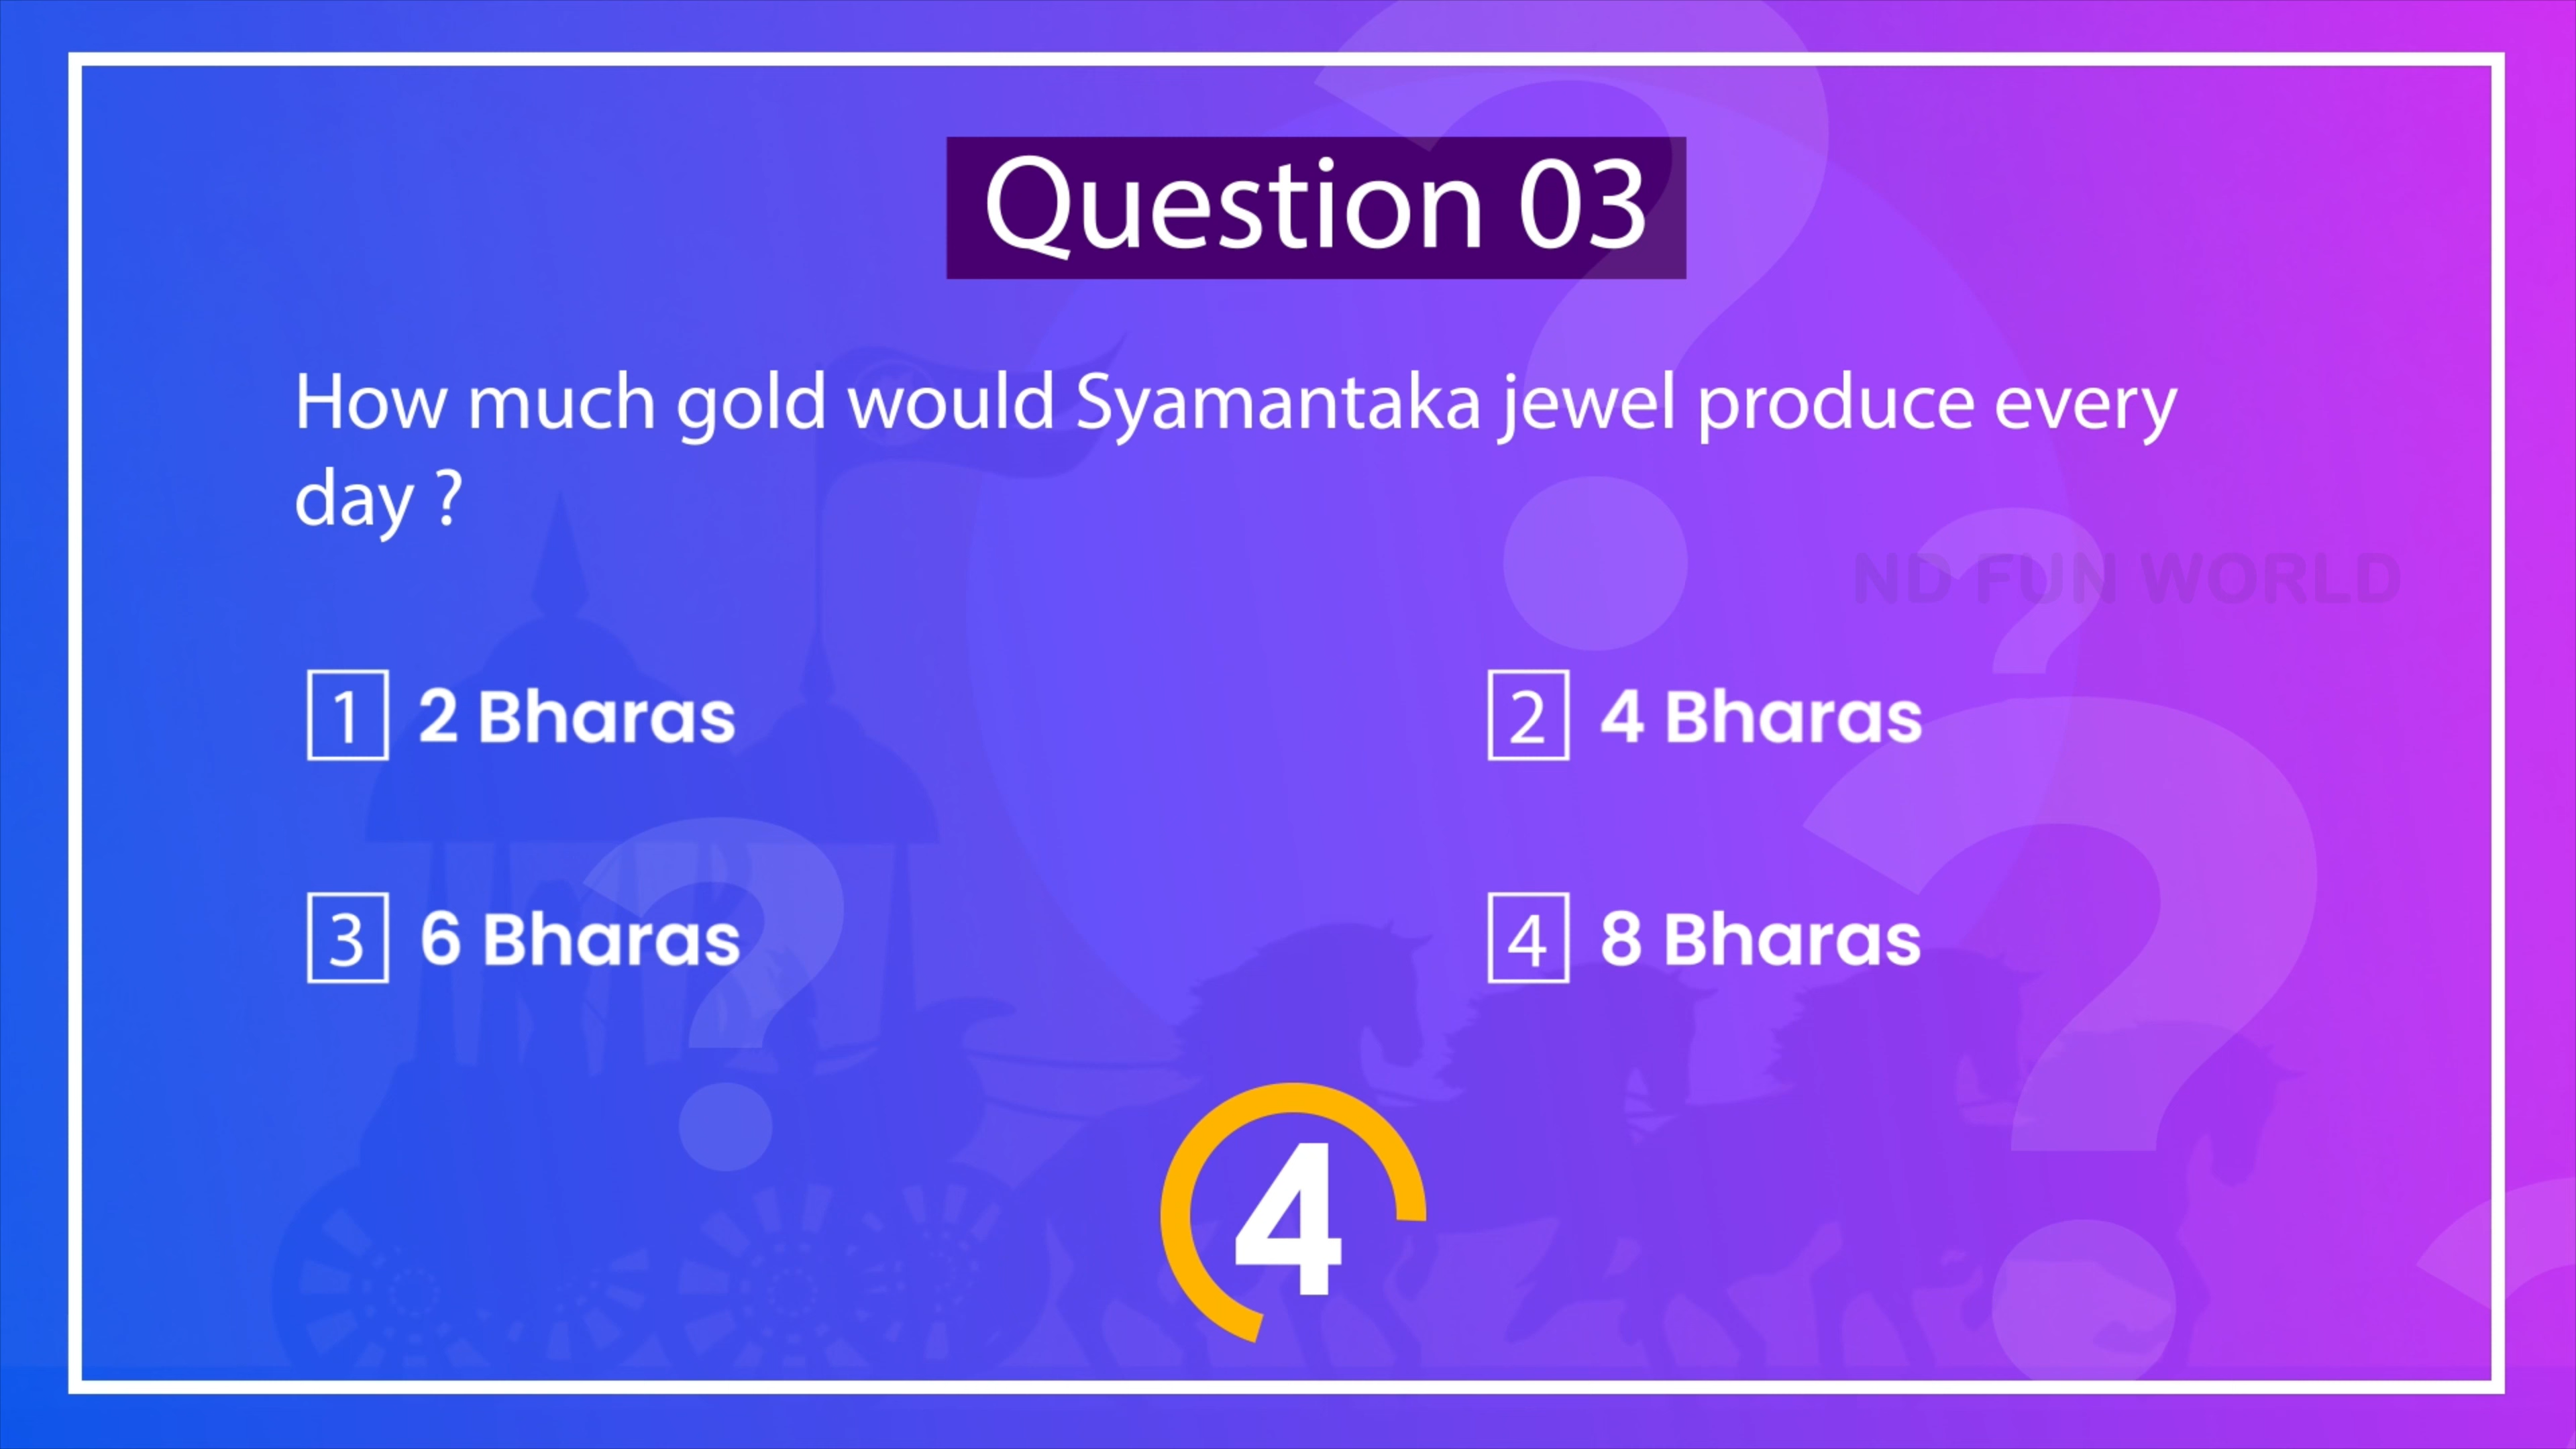 Question 03
How much gold would Syamantaka jewel produce every
day ?
ND FUN WORLD
1 2 Bharas
2 4 Bharas
3 6 Bharas
4 8 Bharas
4